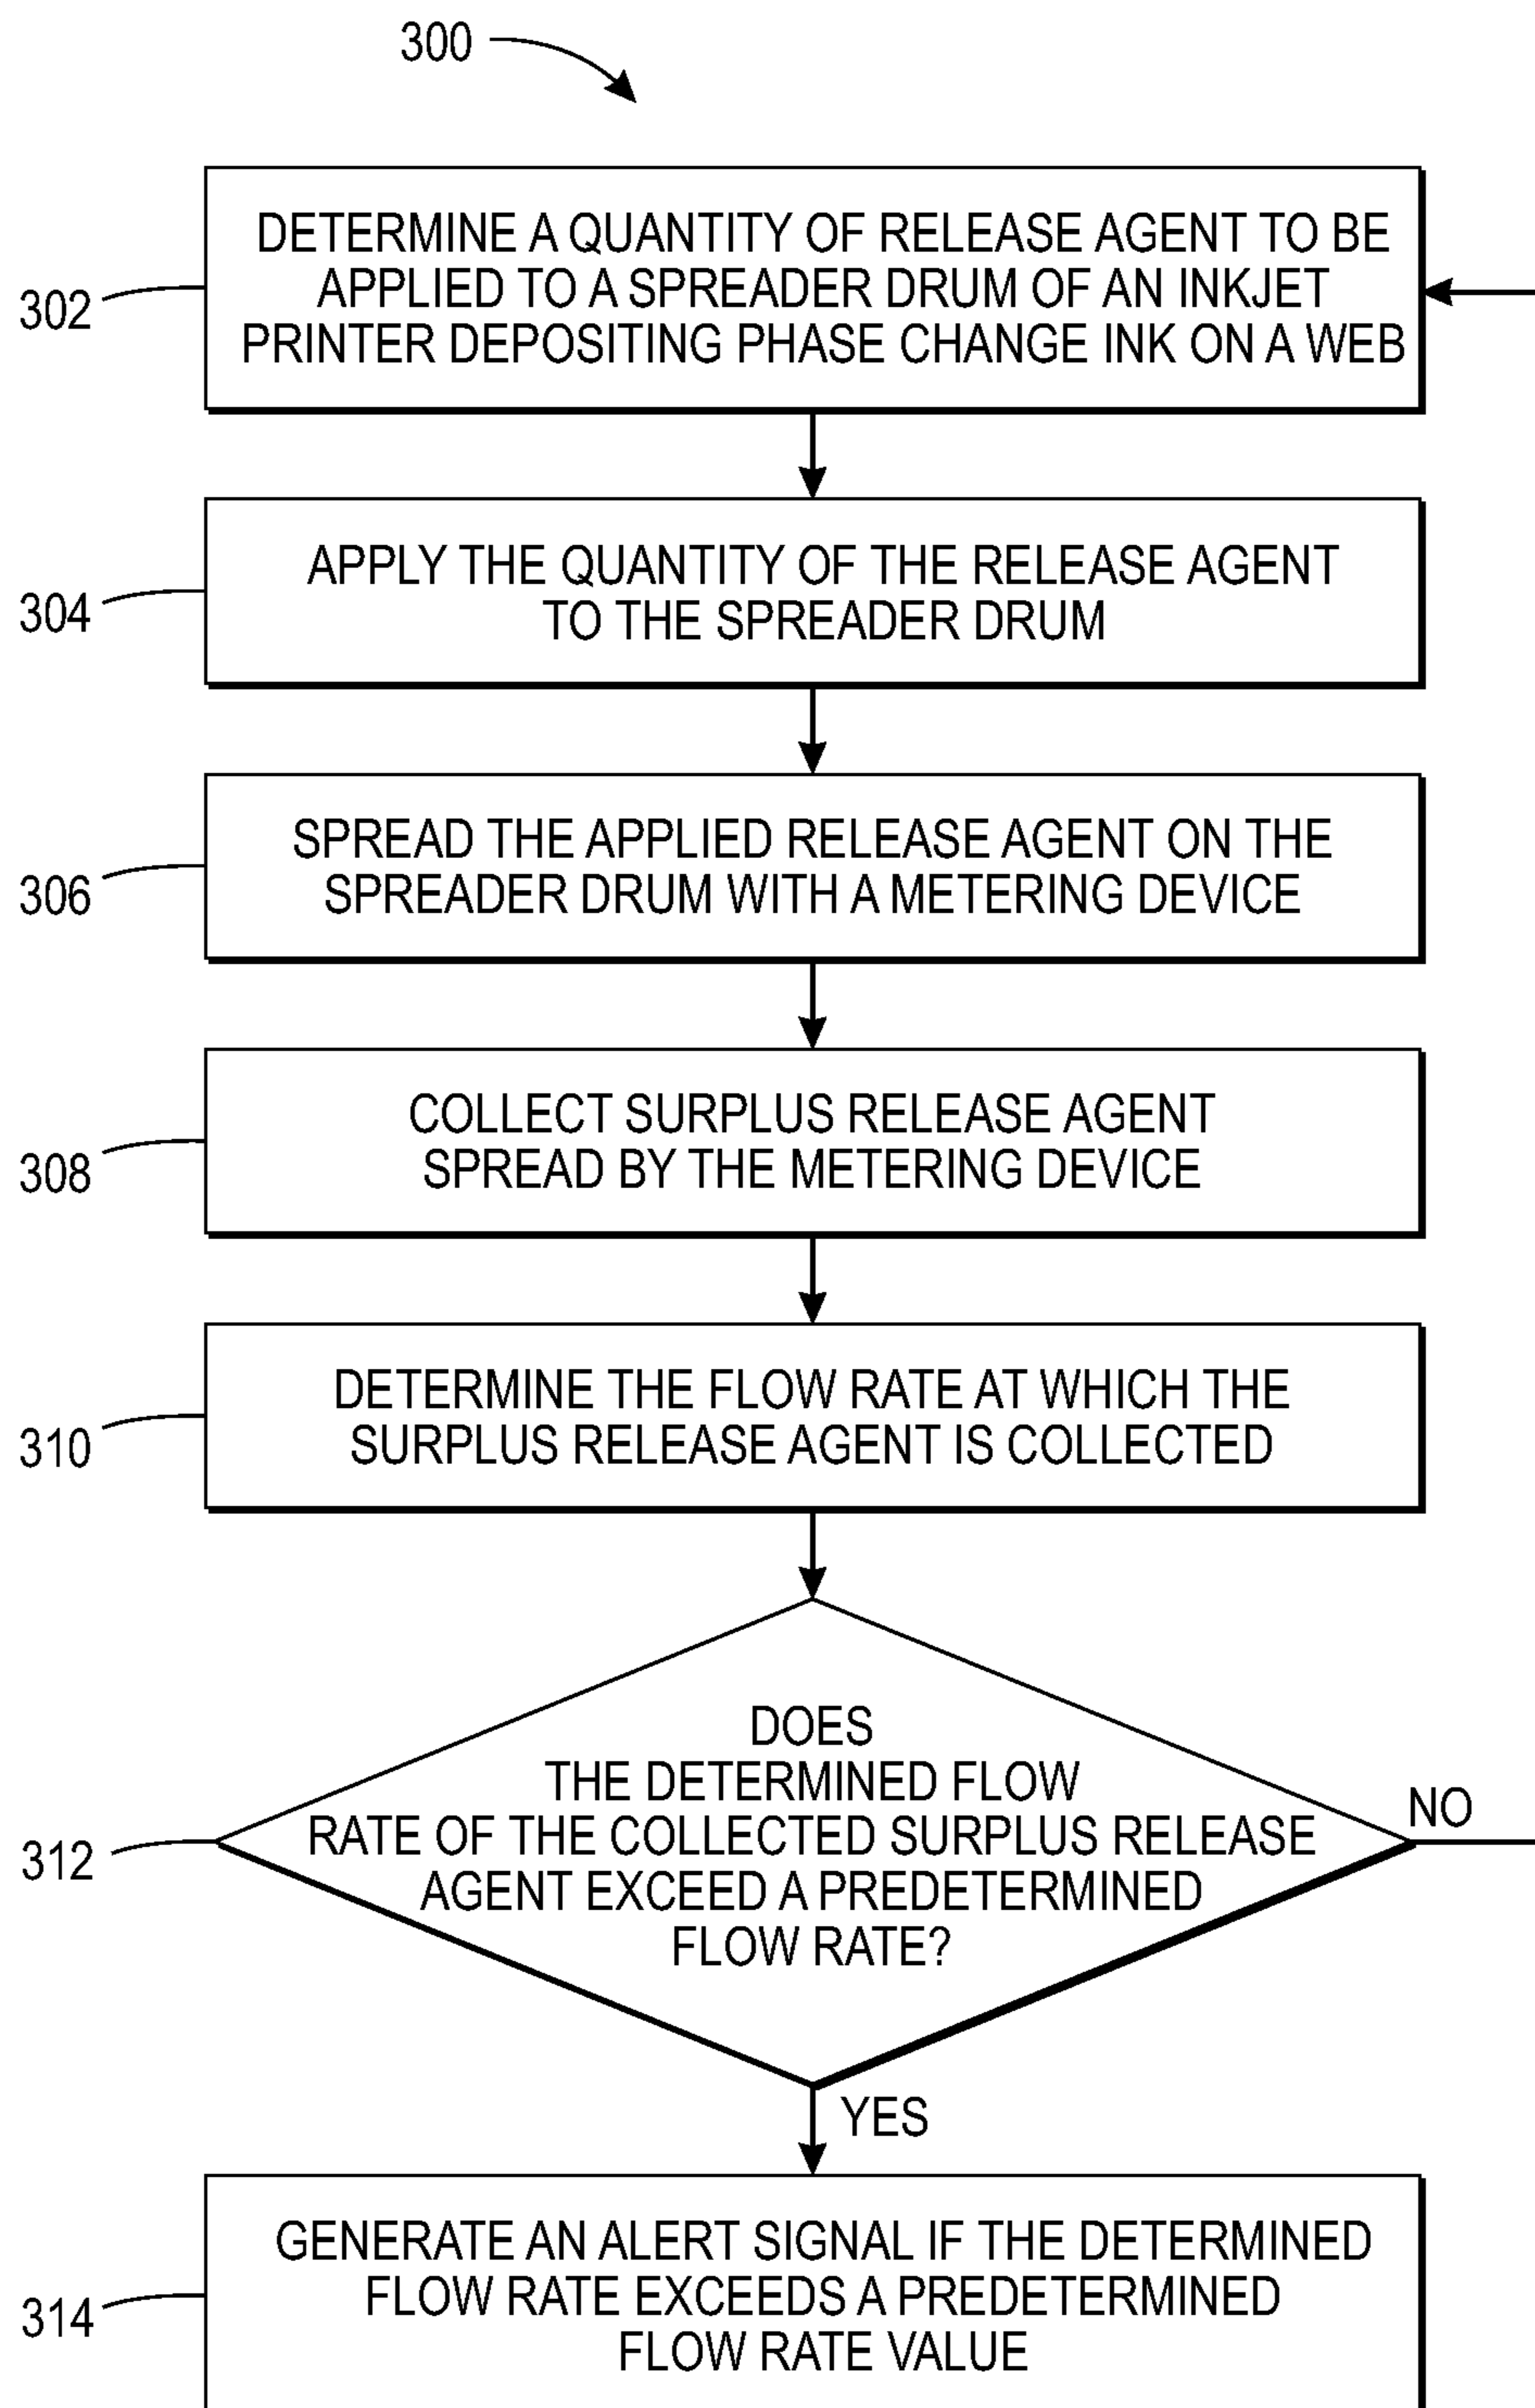 300
302
DETERMINE A QUANTITY OF RELEASE AGENT TO BE
APPLIED TO A SPREADER DRUM OF AN INKJET
PRINTER DEPOSITING PHASE CHANGE INK ON A WEB
304
APPLY THE QUANTITY OF THE RELEASE AGENT
TO THE SPREADER DRUM
306
SPREAD THE APPLIED RELEASE AGENT ON THE
SPREADER DRUM WITH A METERING DEVICE
308
COLLECT SURPLUS RELEASE AGENT
SPREAD BY THE METERING DEVICE
310
DETERMINE THE FLOW RATE AT WHICH THE
SURPLUS RELEASE AGENT IS COLLECTED
312
DOES
THE DETERMINED FLOW
RATE OF THE COLLECTED SURPLUS RELEASE
AGENT EXCEED A PREDETERMINED
FLOW RATE?
NO
YES
314
GENERATE AN ALERT SIGNAL IF THE DETERMINED
FLOW RATE EXCEEDS A PREDETERMINED
FLOW RATE VALUE